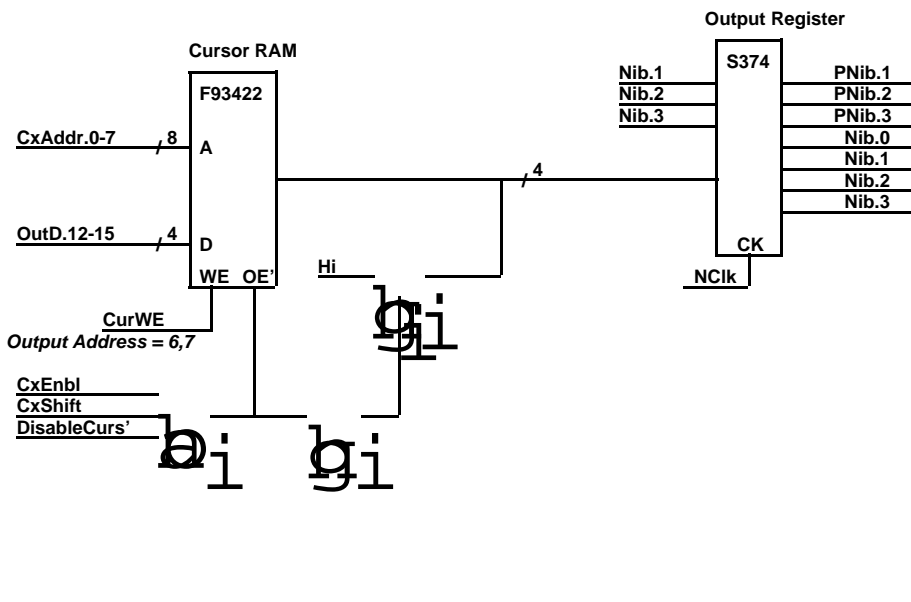 Output Register
Cursor RAM
S374
F93422
Nib.1
Nib.2
Nib.3
PNib.1
PNib.2
PNib.3
Nib.0
Nib.1
Nib.2
Nib.3
CxAddr.0-7
8
A
4
OutD.12-15
4
D
CK
WE OE'
Hi
NClk
CurWE
Output Address = 6,7
CxEnbl
CxShift
DisableCurs'